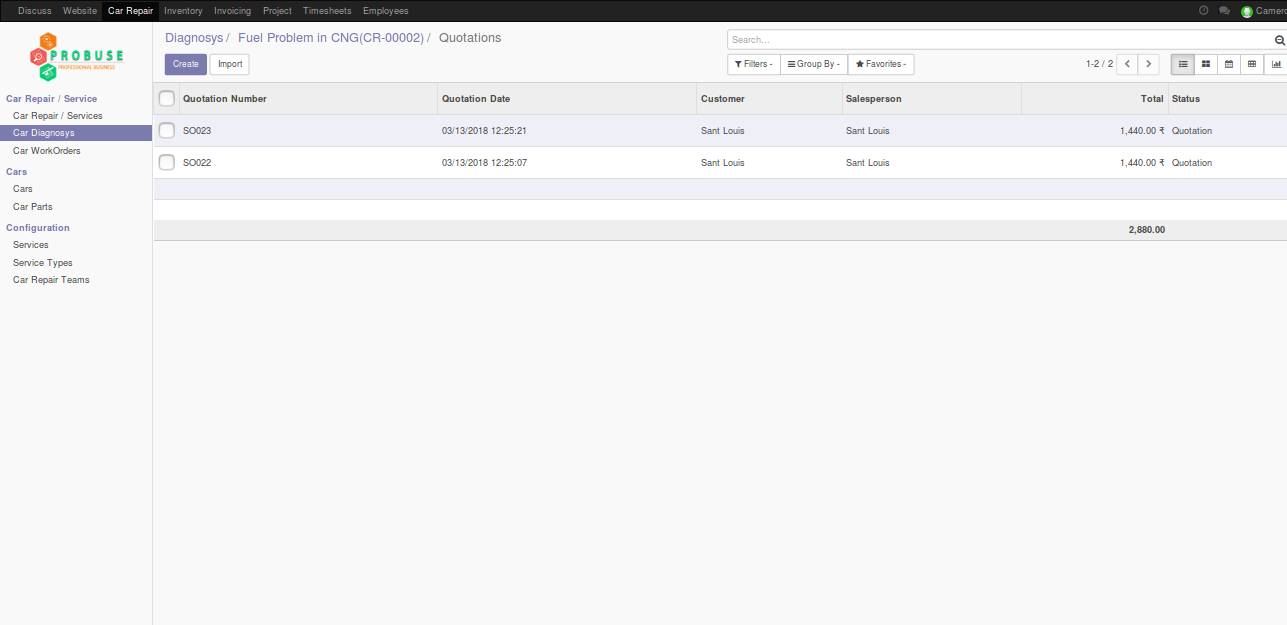 Discuss Website Car Repair Inventory Invoicing Project Timesheets Employees Camero
PROBUSE
PROFESSIONAL BUSINESS
Diagnosys / Fuel Problem in CNG(CR-00002) / Quotations
Search...
Create Import
Filters Group By Favorites
1-2 / 2
Car Repair / Service
Car Repair / Services
Car Diagnosys
Car WorkOrders
Cars
Cars
Car Parts
Configuration
Services
Service Types
Car Repair Teams
Quotation Number Quotation Date Customer Salesperson Total Status
SO023 03/13/2018 12:25:21 Sant Louis Sant Louis 1,440.00 ₹ Quotation
SO022 03/13/2018 12:25:07 Sant Louis Sant Louis 1,440.00 ₹ Quotation
2,880.00